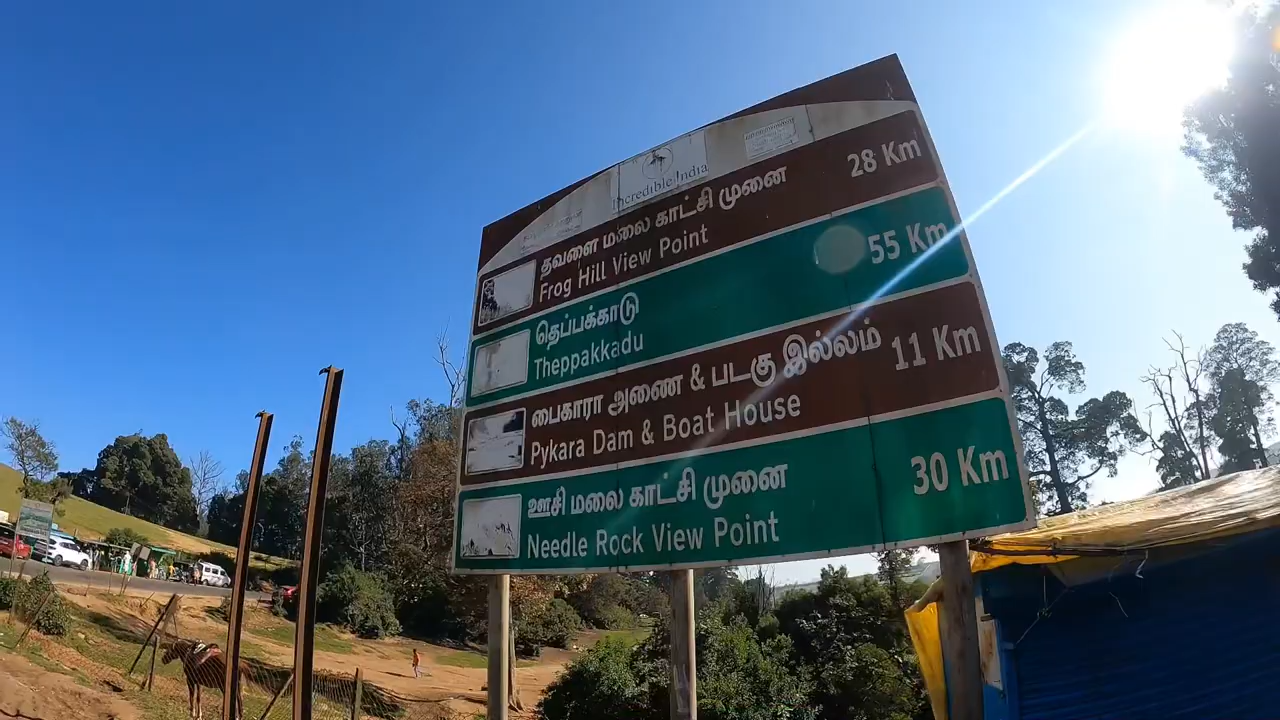 Incredible India
தவளை மலை காட்சி முனை
28 Km
Frog Hill View Point
தெப்பக்காடு
55 Km
Theppakkadu
பைகாரா அணை & படகு இல்லம்
11 Km
Pykara Dam & Boat House
ஊசி மலை காட்சி முனை
30 Km
Needle Rock View Point